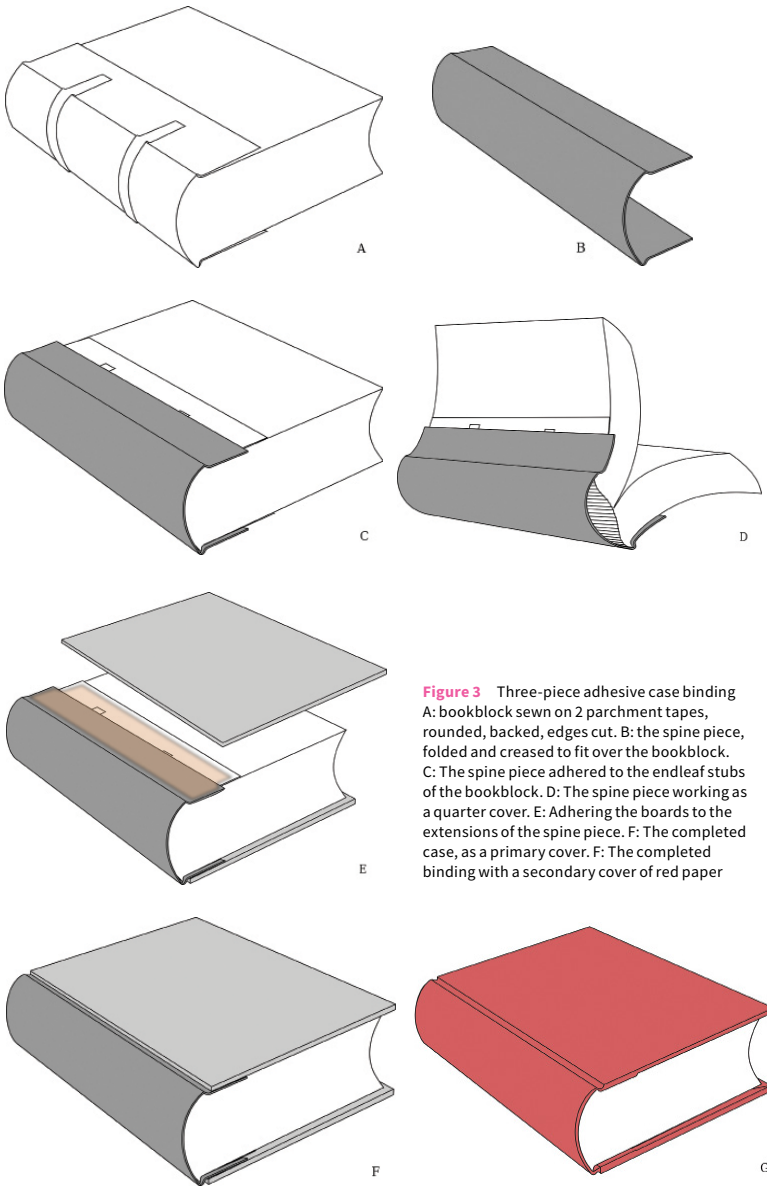 A
B
C
D
E
Figure 3 Three-piece adhesive case binding
A: bookblock sewn on 2 parchment tapes,
rounded, backed, edges cut. B: the spine piece,
folded and creased to fit over the bookblock.
C: The spine piece adhered to the endleaf stubs
of the bookblock. D: The spine piece working as
a quarter cover. E: Adhering the boards to the
extensions of the spine piece. F: The completed
case, as a primary cover. F: The completed
binding with a secondary cover of red paper
F
G